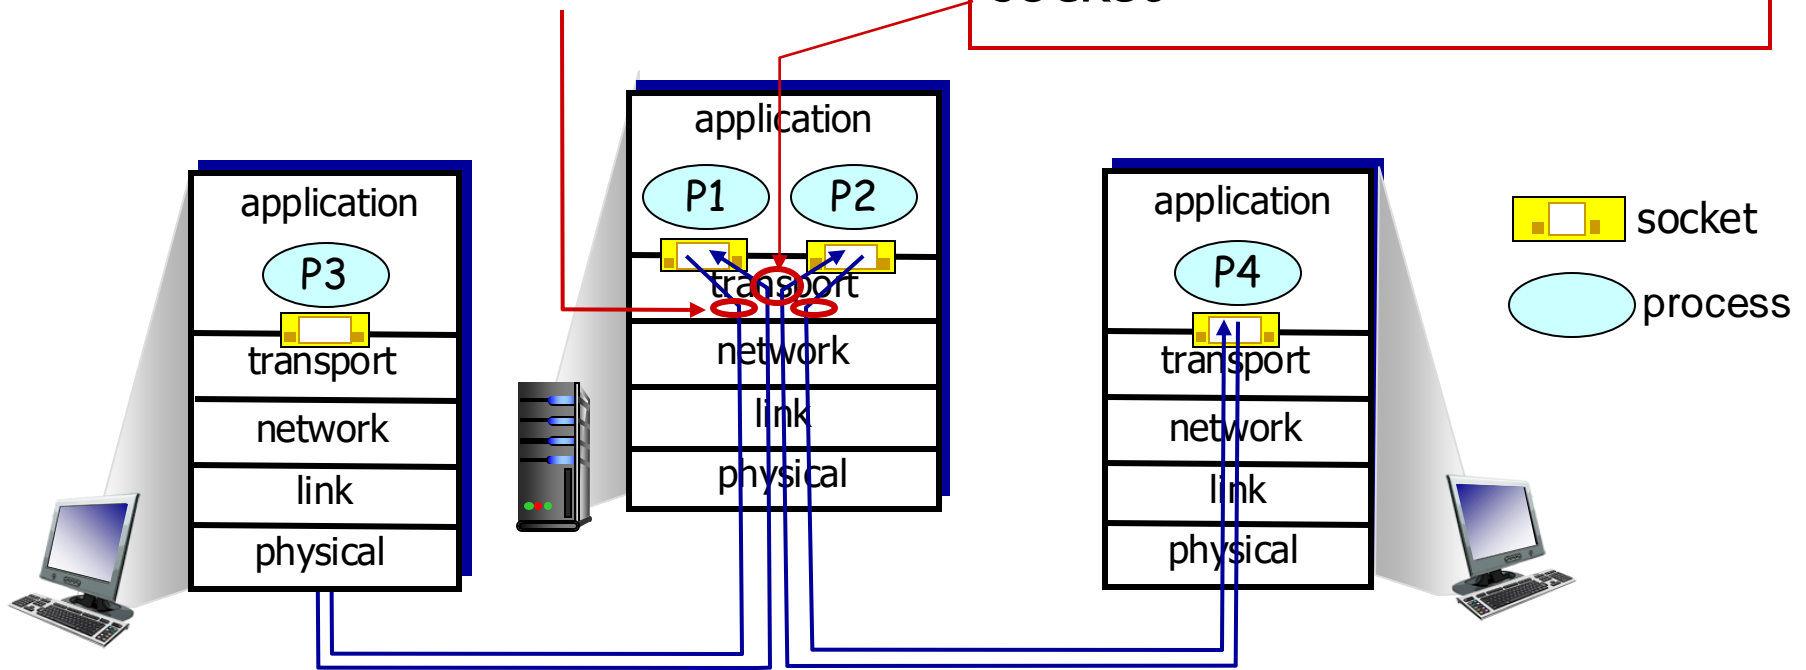 socket
application
P1 P2
transport
network
link
physical
application
P3
transport
network
link
physical
application
P4
transport
network
link
physical
socket
process